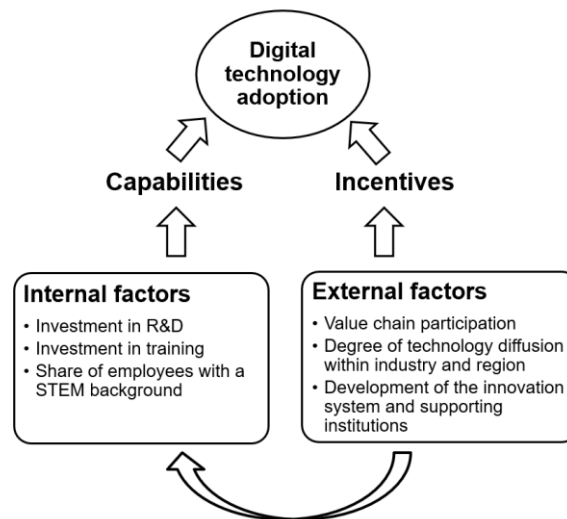 Digital
technology
adoption
Capabilities
Incentives
Internal factors
• Investment in R&D
• Investment in training
• Share of employees with a
STEM background
External factors
• Value chain participation
• Degree of technology diffusion
within industry and region
• Development of the innovation
system and supporting
institutions